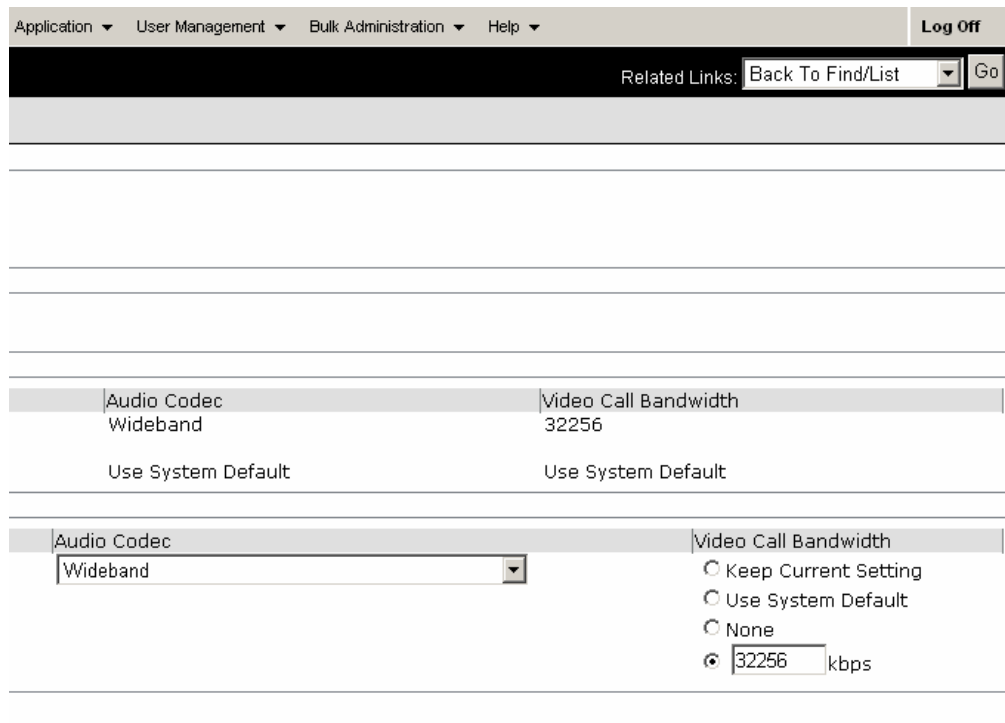 Application User Management Bulk Administration Help Log Off
Related Links: Back To Find/List Go
Audio Codec Video Call Bandwidth
Wideband 32256
Use System Default Use System Default
Audio Codec Video Call Bandwidth
Wideband Keep Current Setting
Use System Default
None
32256 kbps